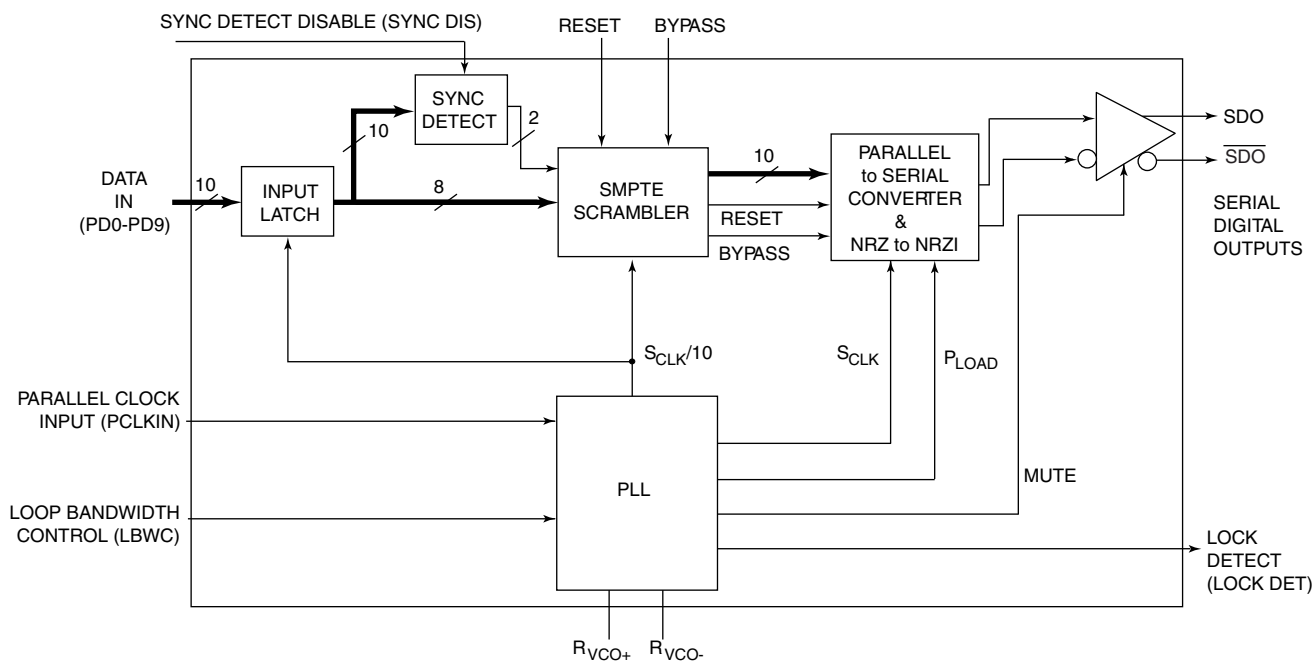 SYNC DETECT DISABLE (SYNC DIS)
RESET
BYPASS
SYNC
DETECT
2
10
SDO
SDO
DATA
IN
(PD0-PD9)
10
INPUT
LATCH
8
SMPTE
SCRAMBLER
10
RESET
BYPASS
PARALLEL
to SERIAL
CONVERTER
&
NRZ to NRZI
SERIAL
DIGITAL
OUTPUTS
SCLK/10
SCLK
PLOAD
PARALLEL CLOCK
INPUT (PCLKIN)
PLL
MUTE
LOOP BANDWIDTH
CONTROL (LBWC)
LOCK
DETECT
(LOCK DET)
RVCO+
RVCO-